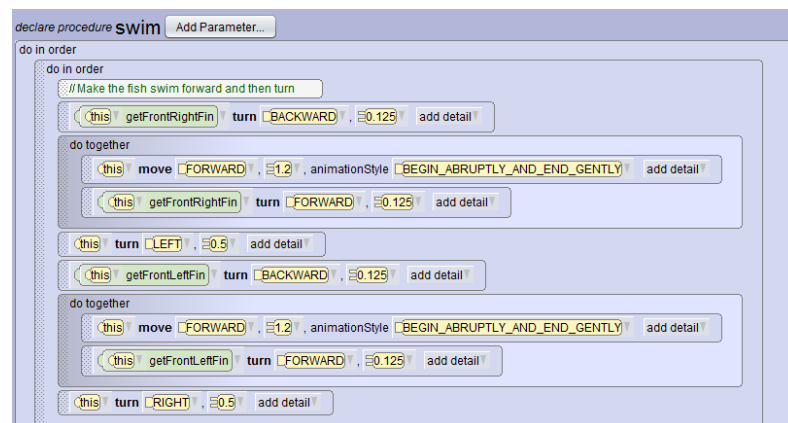 declare procedure swim Add Parameter...
do in order
do in order
// Make the fish swim forward and then turn
( this getFrontRightFin ) turn BACKWARD , 0.125 add detail
do together
this move FORWARD , 1.2 , animationStyle BEGIN_ABRUPTLY_AND_END_GENTLY add detail
( this getFrontRightFin ) turn FORWARD , 0.125 add detail
this turn LEFT , 0.5 add detail
( this getFrontLeftFin ) turn BACKWARD , 0.125 add detail
do together
this move FORWARD , 1.2 , animationStyle BEGIN_ABRUPTLY_AND_END_GENTLY add detail
( this getFrontLeftFin ) turn FORWARD , 0.125 add detail
this turn RIGHT , 0.5 add detail